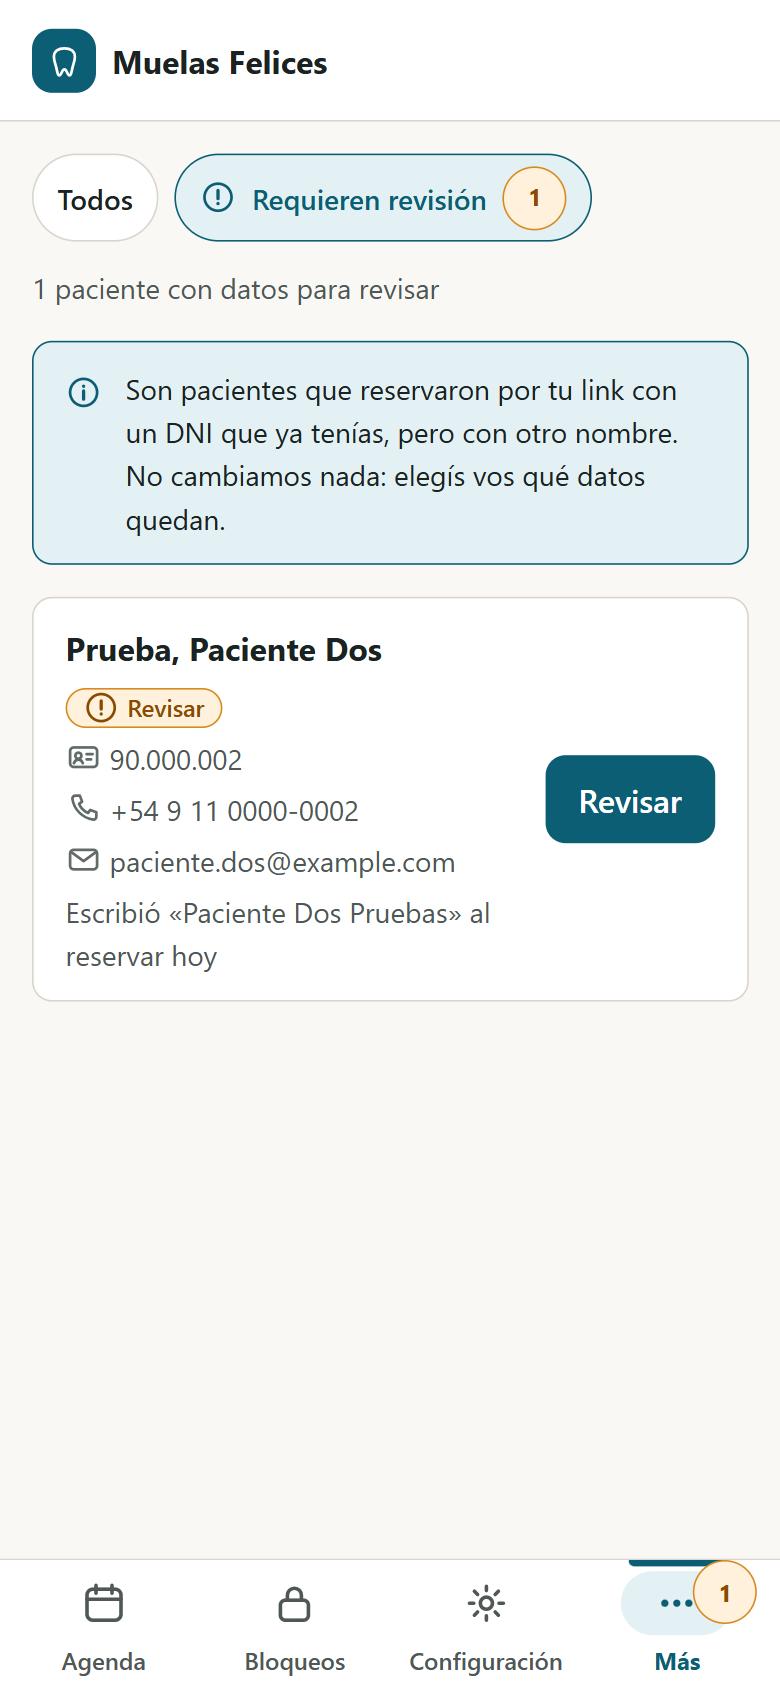 Muelas Felices
Todos
Requieren revisión 1
1 paciente con datos para revisar
Son pacientes que reservaron por tu link con
un DNI que ya tenías, pero con otro nombre.
No cambiamos nada: elegís vos qué datos
quedan.
Prueba, Paciente Dos
Revisar
90.000.002
+54 9 11 0000-0002
paciente.dos@example.com
Escribió «Paciente Dos Pruebas» al
reservar hoy
Revisar
Agenda
Bloqueos
Configuración
1
Más